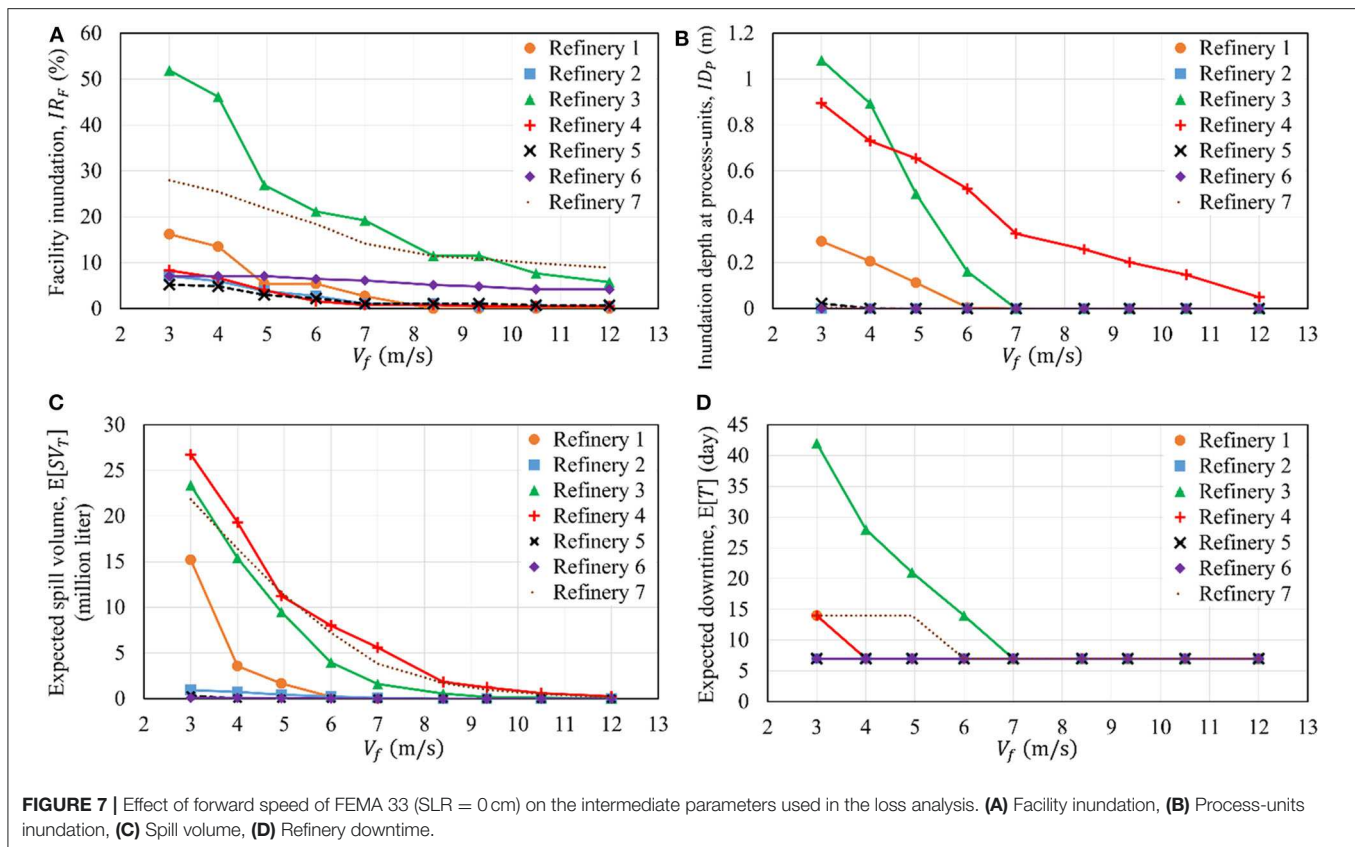 A
Facility inundation, IR_F (%)
60
50
40
30
20
10
0
2 3 4 5 6 7 8 9 10 11 12 13
V_f (m/s)
Refinery 1
Refinery 2
Refinery 3
Refinery 4
Refinery 5
Refinery 6
Refinery 7
B
Inundation depth at process-units, ID_P (m)
1.2
1
0.8
0.6
0.4
0.2
0
2 3 4 5 6 7 8 9 10 11 12 13
V_f (m/s)
Refinery 1
Refinery 2
Refinery 3
Refinery 4
Refinery 5
Refinery 6
Refinery 7
C
Expected spill volume, E[SV_T]
(million liter)
30
25
20
15
10
5
0
2 3 4 5 6 7 8 9 10 11 12 13
V_f (m/s)
Refinery 1
Refinery 2
Refinery 3
Refinery 4
Refinery 5
Refinery 6
Refinery 7
D
Expected downtime, E[T] (day)
45
40
35
30
25
20
15
10
5
0
2 3 4 5 6 7 8 9 10 11 12 13
V_f (m/s)
Refinery 1
Refinery 2
Refinery 3
Refinery 4
Refinery 5
Refinery 6
Refinery 7
FIGURE 7 | Effect of forward speed of FEMA 33 (SLR = 0 cm) on the intermediate parameters used in the loss analysis. (A) Facility inundation, (B) Process-units
inundation, (C) Spill volume, (D) Refinery downtime.